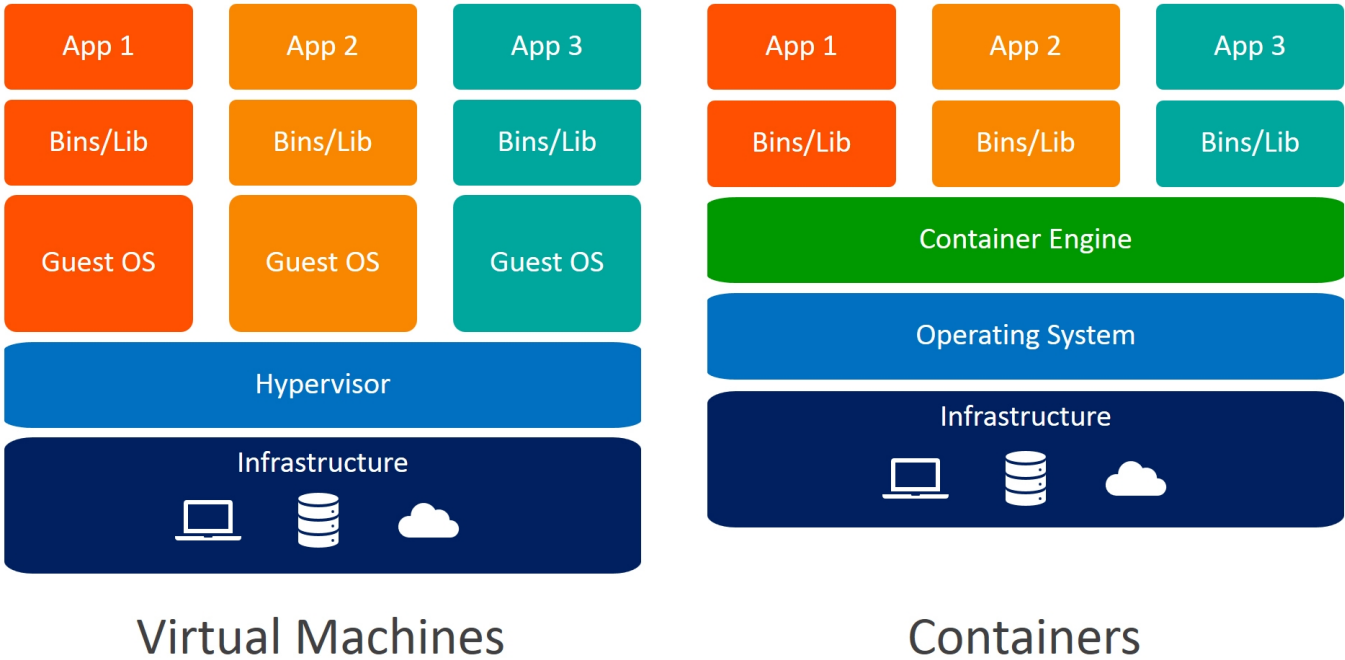 App 1
App 2
App 3
Bins/Lib
Bins/Lib
Bins/Lib
Guest OS
Guest OS
Guest OS
Hypervisor
Infrastructure
Virtual Machines
App 1
App 2
App 3
Bins/Lib
Bins/Lib
Bins/Lib
Container Engine
Operating System
Infrastructure
Containers